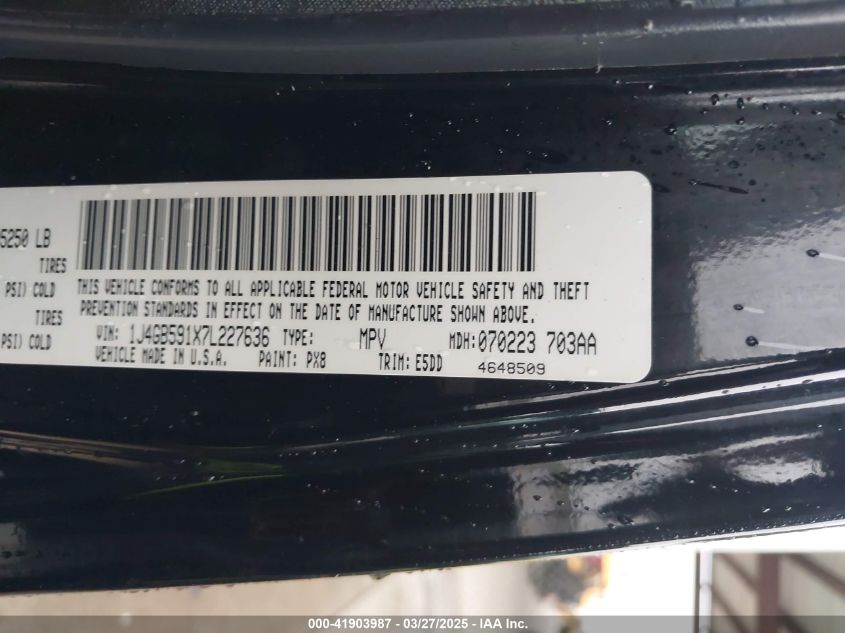 5250 LB
TIRES
PSI) COLD
TIRES
PSI) COLD
THIS VEHICLE CONFORMS TO ALL APPLICABLE FEDERAL MOTOR VEHICLE SAFETY AND THEFT
PREVENTION STANDARDS IN EFFECT ON THE DATE OF MANUFACTURE SHOWN ABOVE.
VIN: 1J4GB591X7L227636 TYPE: MPV MDH:070223 703AA
VEHICLE MADE IN U.S.A. PAINT: PX8 TRIM: E5DD 4648509
000-41903987 - 03/27/2025 - IAA Inc.